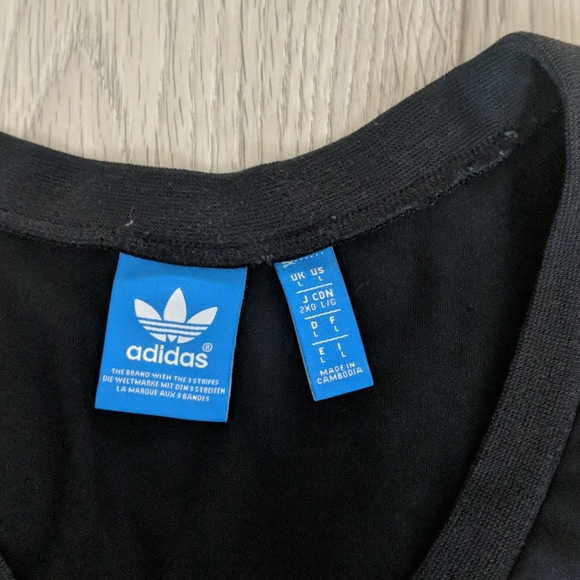 adidas®
THE BRAND WITH THE 3 STRIPES
DIE WELTMARKE MIT DEN 3 STREIFEN
LA MARQUE AUX 3 BANDES
UK US
L L
J CDN
2XO L/G
D F
L L
E I
L L
MADE IN
CAMBODIA